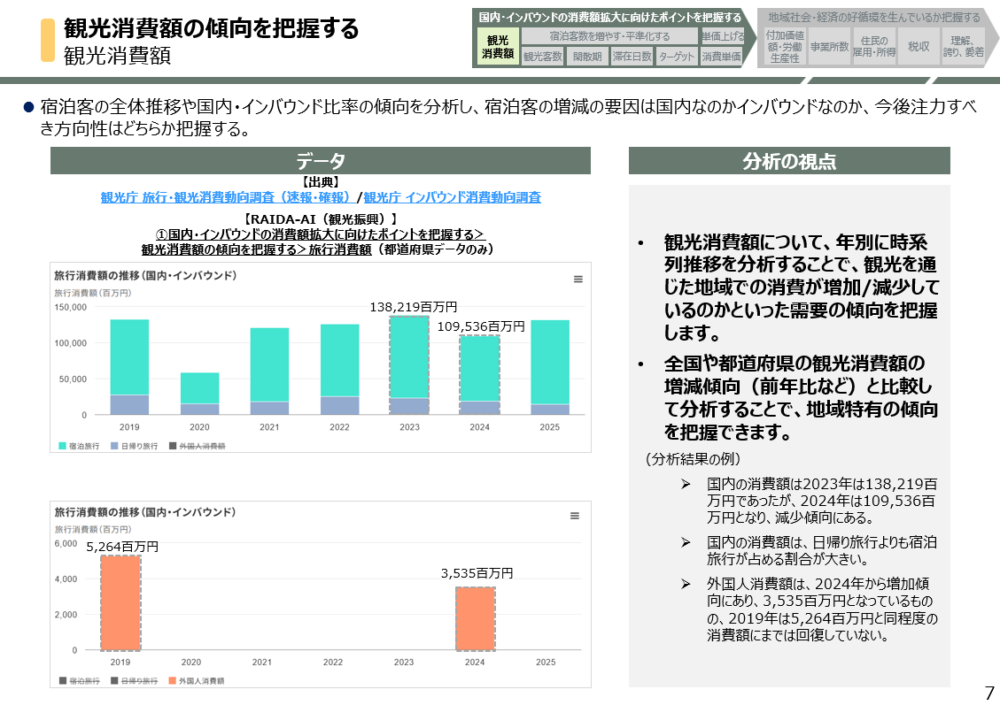 観光消費額の傾向を把握する
観光消費額
国内・インバウンドの消費額拡大に向けたポイントを把握する
観光
消費額
宿泊客数を増やす・平準化する
単価上げる
観光客数
閑散期
滞在日数
ターゲット
消費単価
地域社会・経済の好循環を生んでいるか把握する
付加価値
額・労働
生産性
事業所数
住民の
雇用・所得
税収
理解、
誇り、愛着
● 宿泊客の全体推移や国内・インバウンド比率の傾向を分析し、宿泊客の増減の要因は国内なのかインバウンドなのか、今後注力すべ
き方向性はどちらか把握する。
データ
【出典】
観光庁 旅行・観光消費動向調査（速報・確報）/観光庁 インバウンド消費動向調査
【RAIDA-AI（観光振興）】
①国内・インバウンドの消費額拡大に向けたポイントを把握する＞
観光消費額の傾向を把握する＞旅行消費額（都道府県データのみ）
旅行消費額の推移（国内・インバウンド）
旅行消費額（百万円）
150,000
100,000
50,000
0
138,219百万円
109,536百万円
2019 2020 2021 2022 2023 2024 2025
宿泊旅行 日帰り旅行 外国人消費額
旅行消費額の推移（国内・インバウンド）
旅行消費額（百万円）
6,000
4,000
2,000
0
5,264百万円
3,535百万円
2019 2020 2021 2022 2023 2024 2025
宿泊旅行 日帰り旅行 外国人消費額
分析の視点
• 観光消費額について、年別に時系
列推移を分析することで、観光を通
じた地域での消費が増加/減少して
いるのかといった需要の傾向を把握
します。
• 全国や都道府県の観光消費額の
増減傾向（前年比など）と比較し
て分析することで、地域特有の傾向
を把握できます。
（分析結果の例）
➢ 国内の消費額は2023年は138,219百
万円であったが、2024年は109,536百
万円となり、減少傾向にある。
➢ 国内の消費額は、日帰り旅行よりも宿泊
旅行が占める割合が大きい。
➢ 外国人消費額は、2024年から増加傾
向にあり、3,535百万円となっているもの
の、2019年は5,264百万円と同程度の
消費額にまでは回復していない。
7